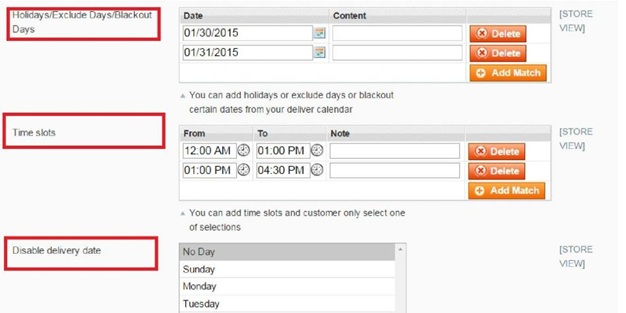 Holidays/Exclude Days/Blackout
Days
Date Content
01/30/2015 Delete
01/31/2015 Delete
Add Match
[STORE
VIEW]
You can add holidays or exclude days or blackout
certain dates from your deliver calendar
Time slots
From To Note
12:00 AM 01:00 PM Delete
01:00 PM 04:30 PM Delete
Add Match
[STORE
VIEW]
You can add time slots and customer only select one
of selections
Disable delivery date
No Day
Sunday
Monday
Tuesday
[STORE
VIEW]